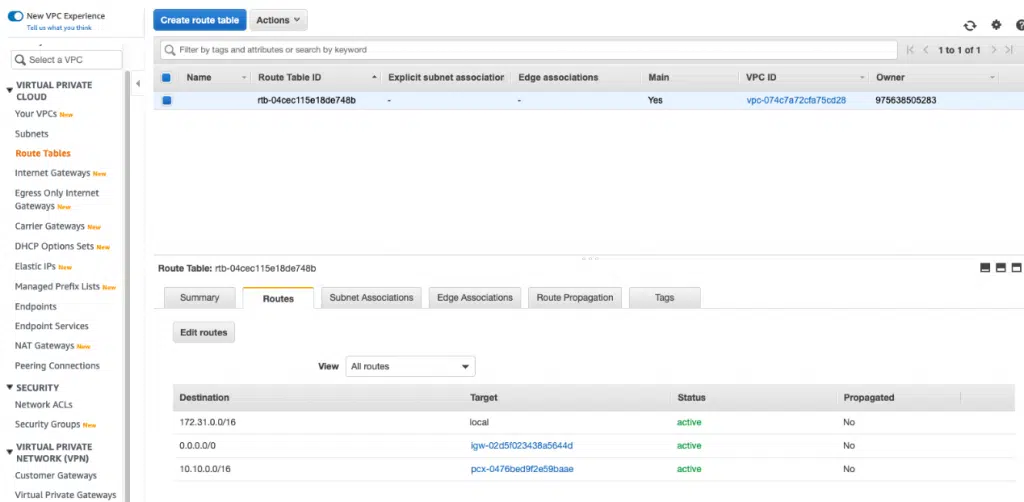 New VPC Experience
Tell us what you think
Create route table Actions
Select a VPC
Filter by tags and attributes or search by keyword
1 to 1 of 1
VIRTUAL PRIVATE
CLOUD
Your VPCs New
Subnets
Route Tables
Internet Gateways New
Egress Only Internet
Gateways New
Carrier Gateways New
DHCP Options Sets New
Elastic IPs New
Managed Prefix Lists New
Endpoints
Endpoint Services
NAT Gateways New
Peering Connections
SECURITY
Network ACLs
Security Groups New
VIRTUAL PRIVATE
NETWORK (VPN)
Customer Gateways
Virtual Private Gateways
Name Route Table ID Explicit subnet association Edge associations Main VPC ID Owner
rtb-04cec115e18de748b - - Yes vpc-074c7a72cfa75cd28 975638505283
Route Table: rtb-04cec115e18de748b
Summary Routes Subnet Associations Edge Associations Route Propagation Tags
Edit routes
View All routes
Destination Target Status Propagated
172.31.0.0/16 local active No
0.0.0.0/0 igw-02d5f023438a5644d active No
10.10.0.0/16 pcx-0476bed9f2e59baae active No